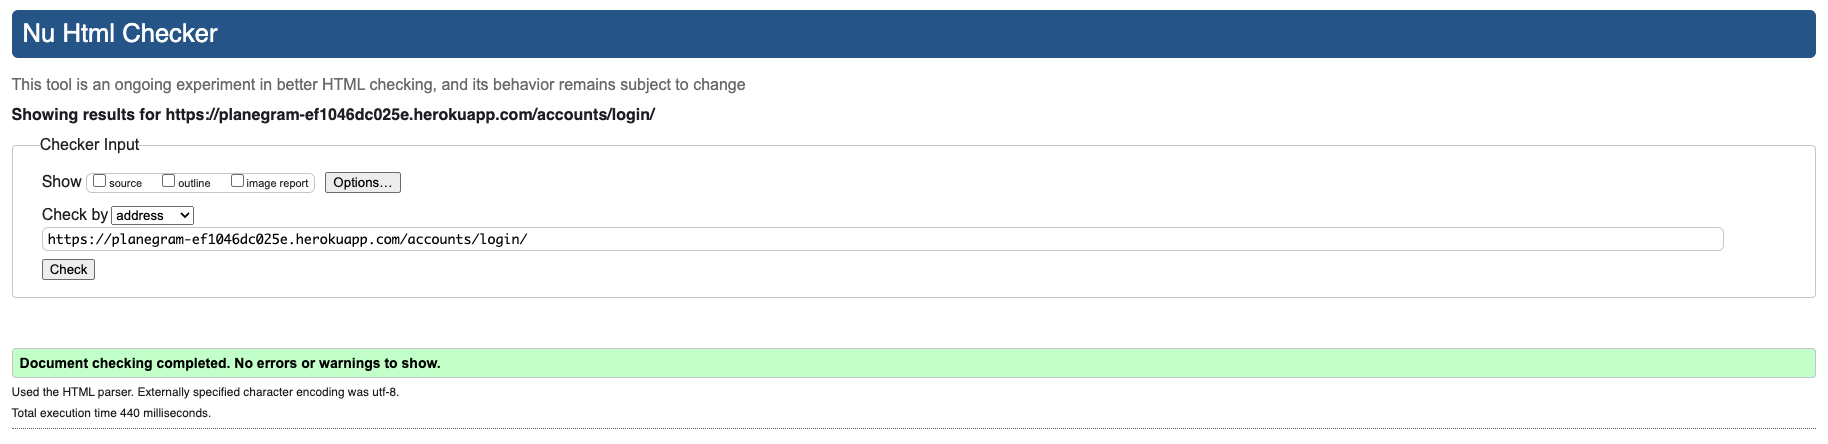 Nu Html Checker
This tool is an ongoing experiment in better HTML checking, and its behavior remains subject to change
Showing results for https://planegram-ef1046dc025e.herokuapp.com/accounts/login/
Checker Input
Show source outline image report Options...
Check by address
https://planegram-ef1046dc025e.herokuapp.com/accounts/login/
Check
Document checking completed. No errors or warnings to show.
Used the HTML parser. Externally specified character encoding was utf-8.
Total execution time 440 milliseconds.